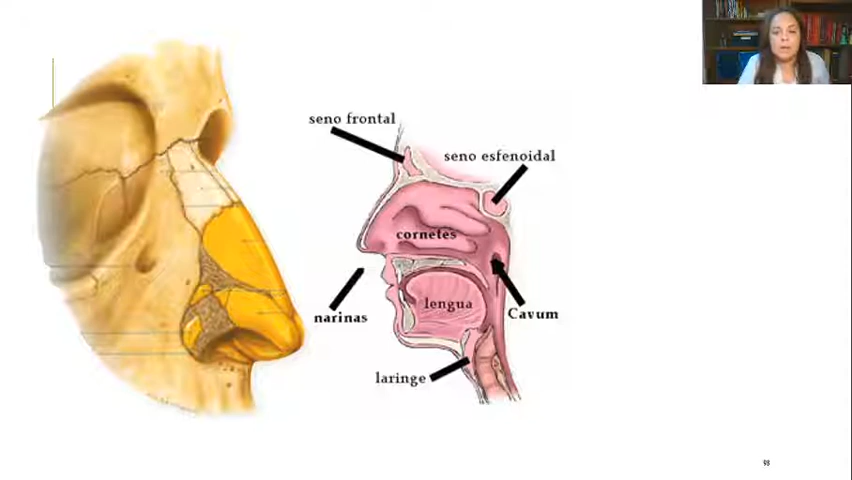 seno frontal
seno esfenoidal
cornetes
lengua
narinas
Cavum
laringe
98